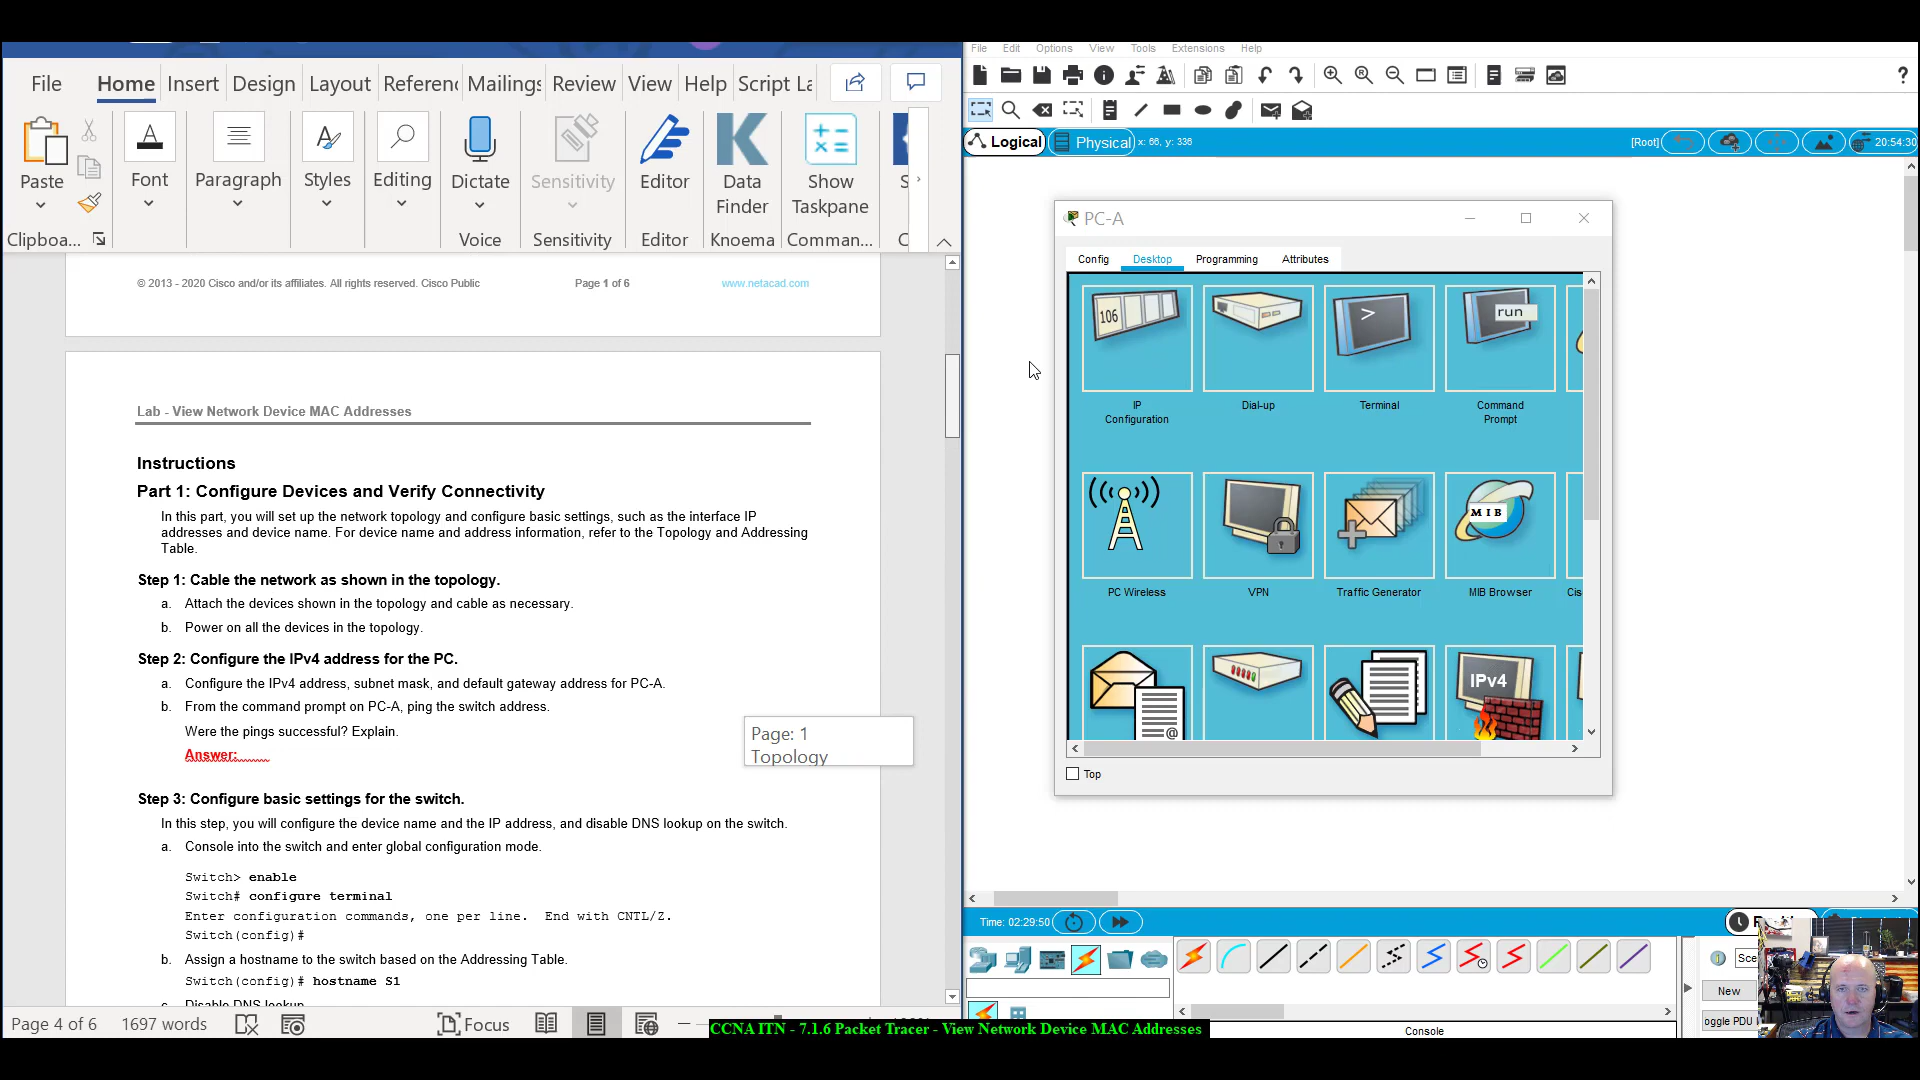 File
Home
Insert
Design
Layout
Referenc
Mailings
Review
View
Help
Script La
Paste
Font
Paragraph
Styles
Editing
Dictate
Sensitivity
Editor
Data
Finder
Show
Taskpane
Clipboa...
Voice
Sensitivity
Editor
Knoema
Comman...
© 2013 - 2020 Cisco and/or its affiliates. All rights reserved. Cisco Public
Page 1 of 6
www.netacad.com
Lab - View Network Device MAC Addresses
Instructions
Part 1: Configure Devices and Verify Connectivity
In this part, you will set up the network topology and configure basic settings, such as the interface IP
addresses and device name. For device name and address information, refer to the Topology and Addressing
Table.
Step 1: Cable the network as shown in the topology.
a. Attach the devices shown in the topology and cable as necessary.
b. Power on all the devices in the topology.
Step 2: Configure the IPv4 address for the PC.
a. Configure the IPv4 address, subnet mask, and default gateway address for PC-A.
b. From the command prompt on PC-A, ping the switch address.
Were the pings successful? Explain.
Answer:
Page: 1
Topology
Step 3: Configure basic settings for the switch.
In this step, you will configure the device name and the IP address, and disable DNS lookup on the switch.
a. Console into the switch and enter global configuration mode.
Switch> enable
Switch# configure terminal
Enter configuration commands, one per line. End with CNTL/Z.
Switch(config)#
b. Assign a hostname to the switch based on the Addressing Table.
Switch(config)# hostname S1
c. Disable DNS lookup
Page 4 of 6
1697 words
Focus
CCNA ITN - 7.1.6 Packet Tracer - View Network Device MAC Addresses
File
Edit
Options
View
Tools
Extensions
Help
?
Logical
Physical
x: 66, y: 336
[Root]
20:54:30
PC-A
Config
Desktop
Programming
Attributes
106
>
run
IP
Configuration
Dial-up
Terminal
Command
Prompt
MIB
PC Wireless
VPN
Traffic Generator
MIB Browser
Cis
@
IPv4
Top
Time: 02:29:50
Sce
New
oggle PDU
Console